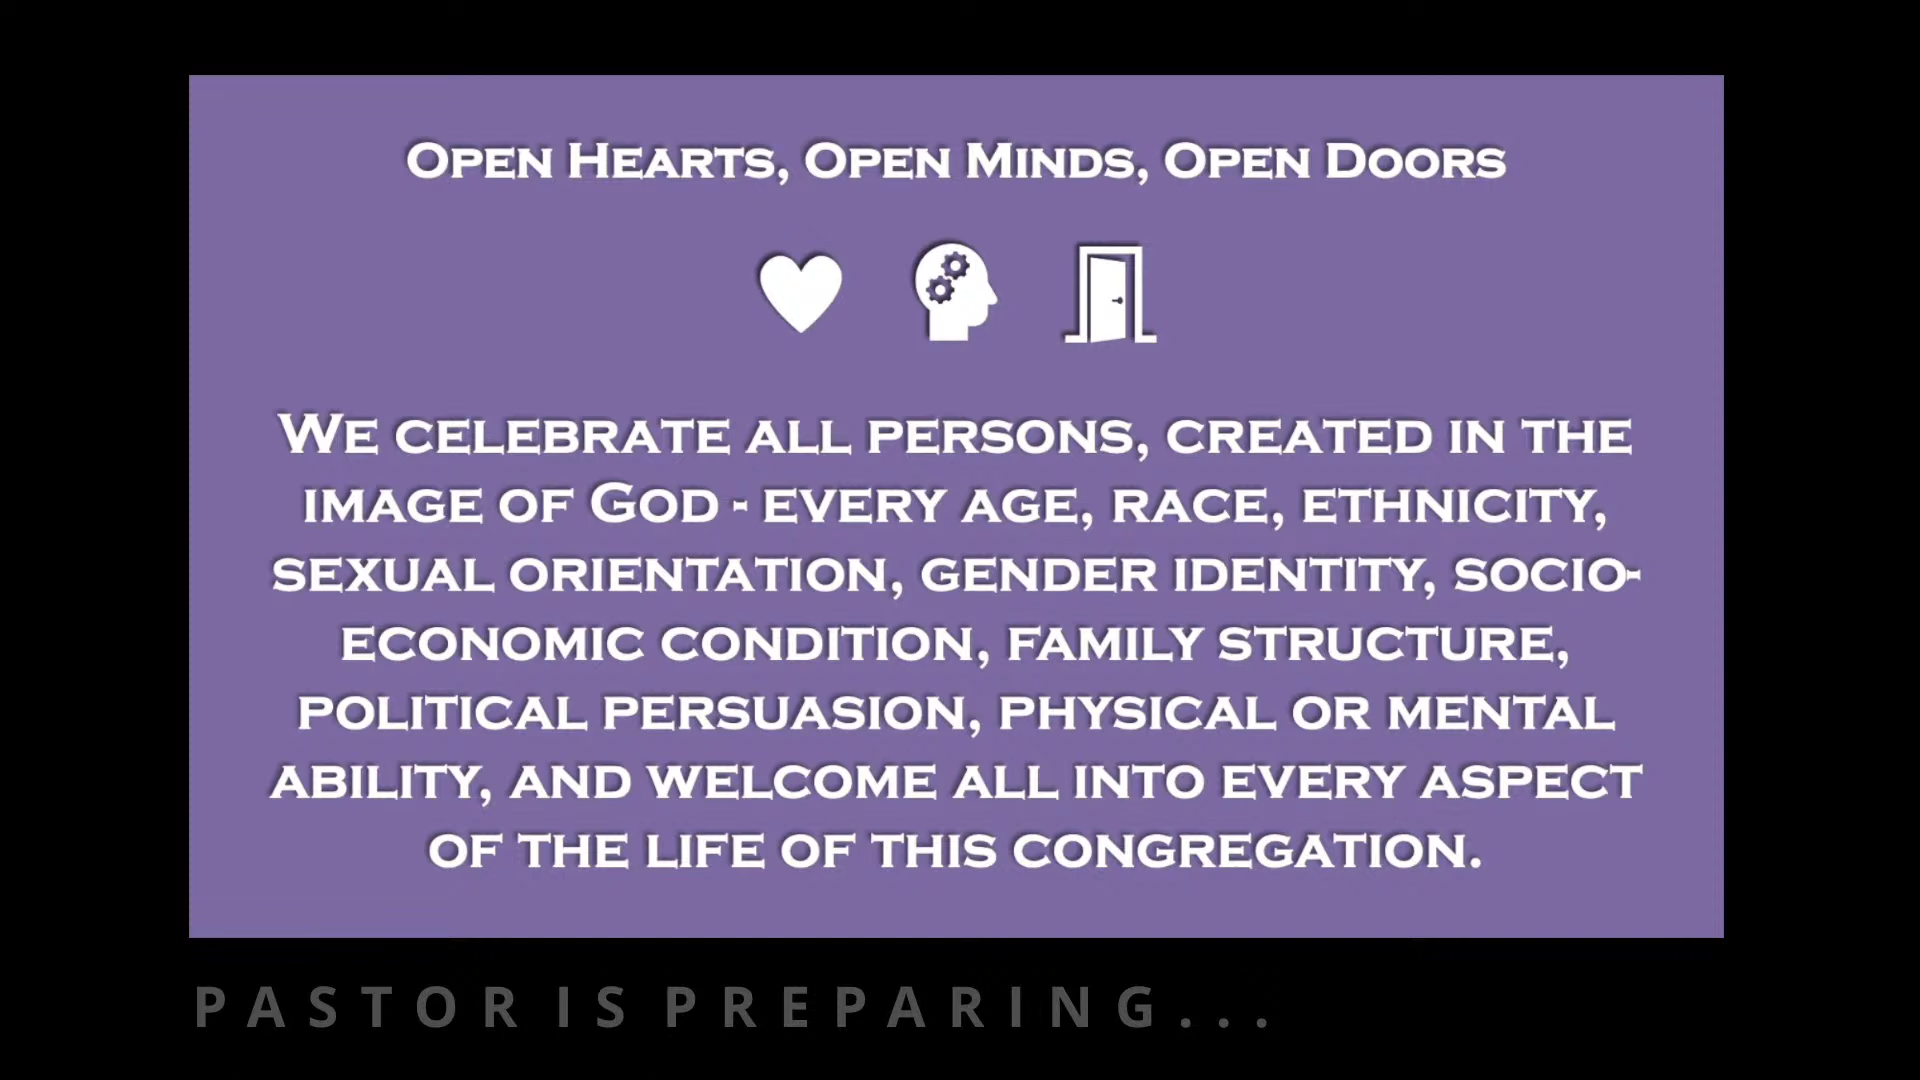 Open Hearts, Open Minds, Open Doors
We celebrate all persons, created in the
image of God - every age, race, ethnicity,
sexual orientation, gender identity, socio-
economic condition, family structure,
political persuasion, physical or mental
ability, and welcome all into every aspect
of the life of this congregation.
PASTOR IS PREPARING...